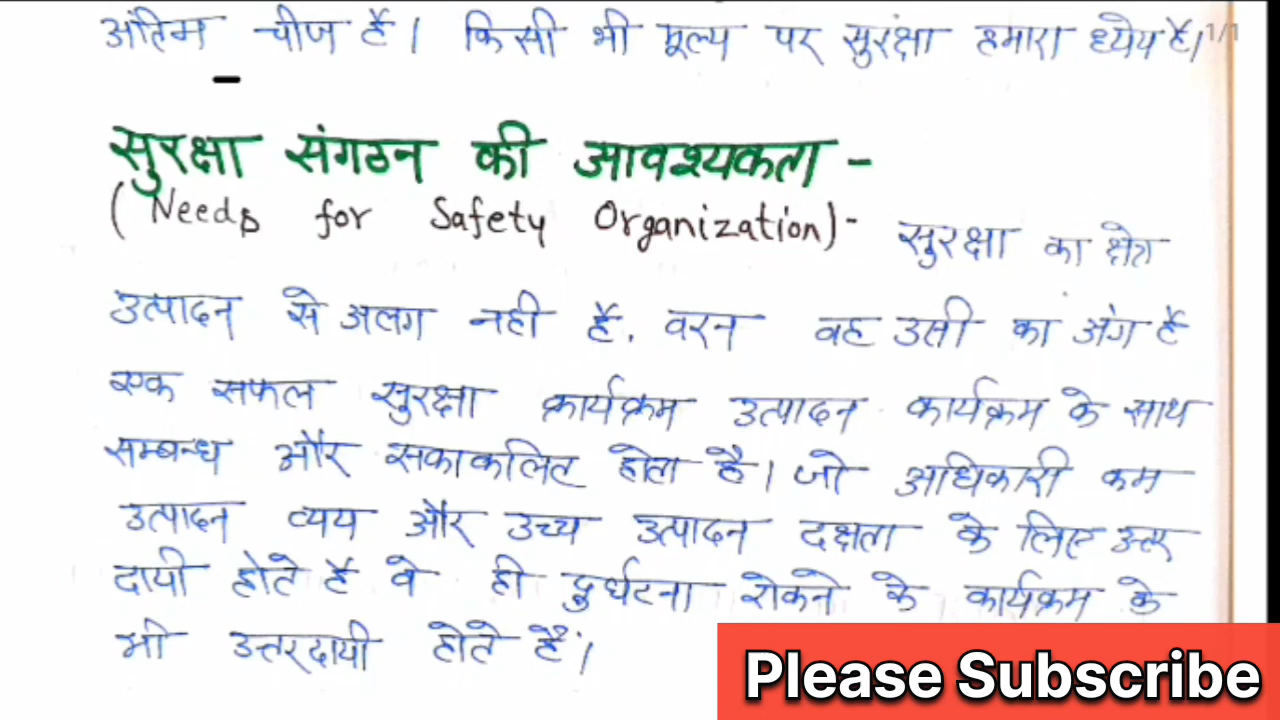 अंतिम चीज है। किसी भी मूल्य पर सुरंक्षा हमारा ध्येय है। 1/1
सुरक्षा संगठन की आवश्यकता -
(Needs for Safety Organization)- सुरक्षा का क्षेत्र
उत्पादन से अलग नही है, वरन वह उसी का अंग है
एक सफल सुरक्षा कार्यक्रम उत्पादन कार्यक्रम के साथ
सम्बन्ध और सकाकलित होता है। जो अधिकारी कम
उत्पादन व्यय और उच्च उत्पादन दक्षता के लिए उत्तर
दायी होते है वे ही दुर्घटना रोकने के कार्यक्रम के
भी उत्तरदायी होते है।
Please Subscribe